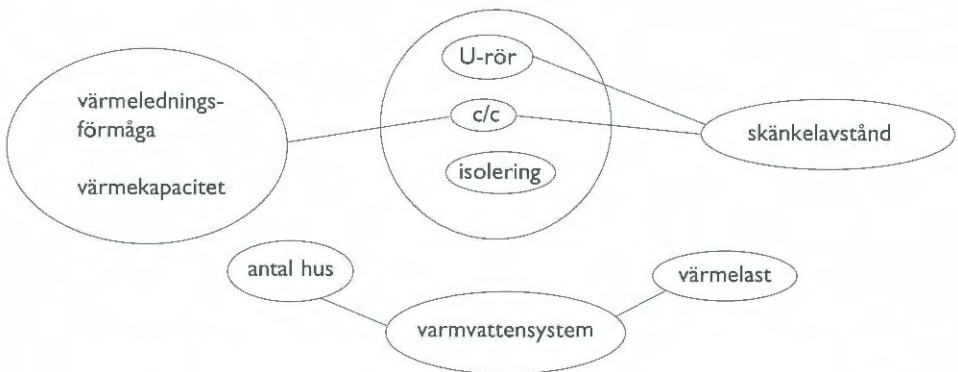 U-rör
värmelednings-
förmåga
c/c
skänkelavstånd
isolering
värmekapacitet
antal hus
värmelast
varmvattensystem